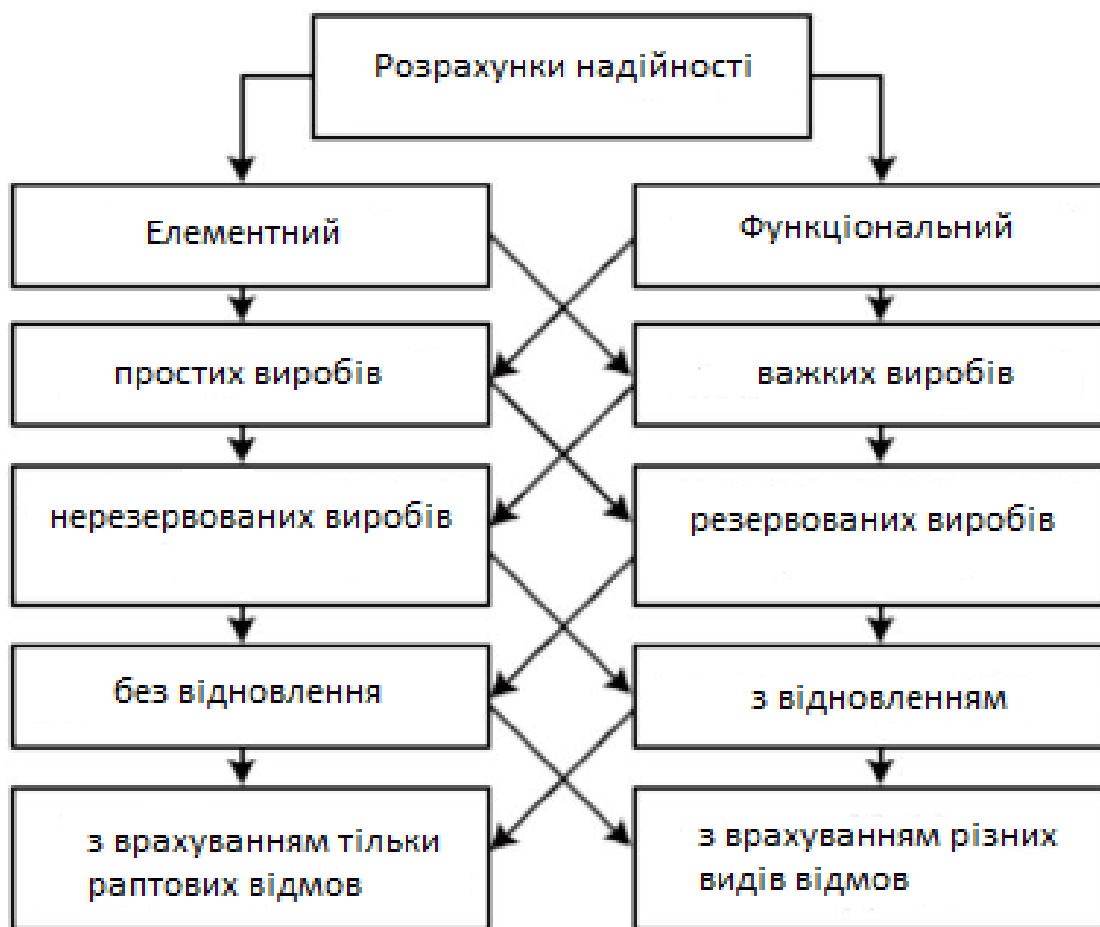 Розрахунки надійності
Елементний
Функціональний
простих виробів
важких виробів
нерезервованих виробів
резервованих виробів
без відновлення
з відновленням
з врахуванням тільки
раптових відмов
з врахуванням різних
видів відмов